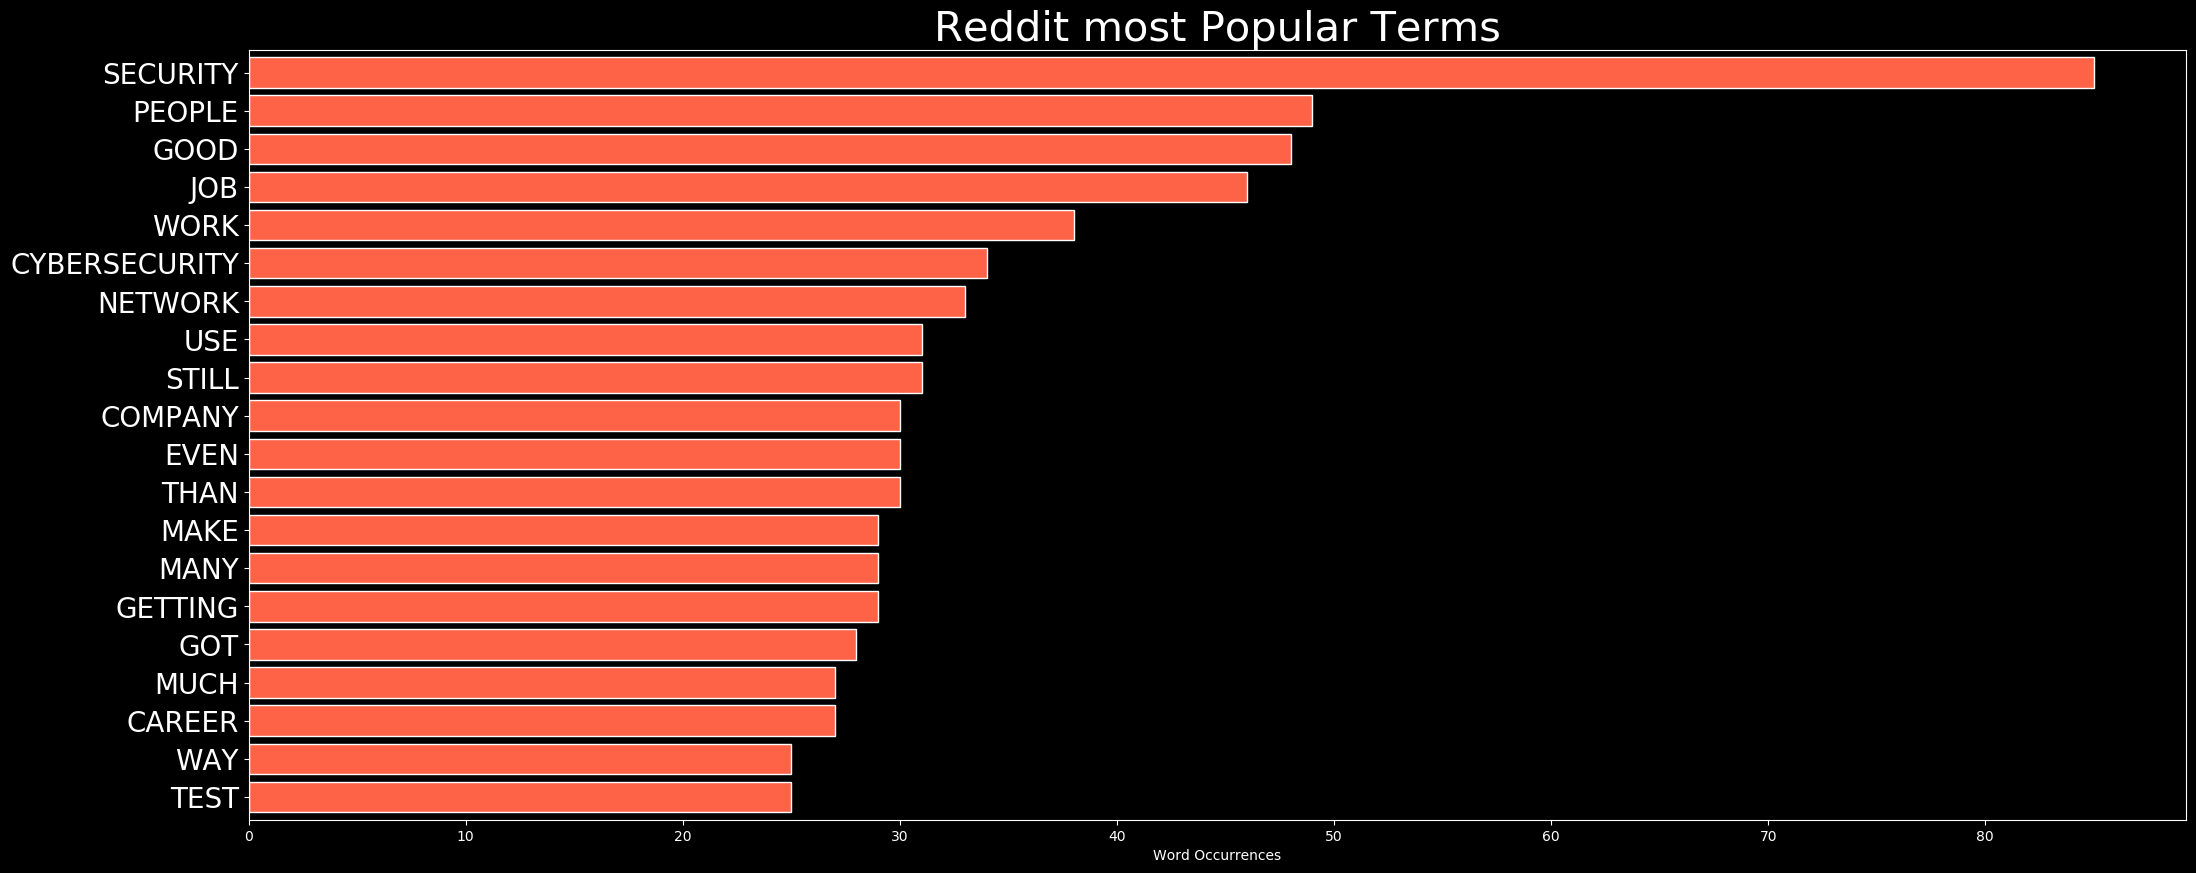 Reddit most Popular Terms
SECURITY
PEOPLE
GOOD
JOB
WORK
CYBERSECURITY
NETWORK
USE
STILL
COMPANY
EVEN
THAN
MAKE
MANY
GETTING
GOT
MUCH
CAREER
WAY
TEST
0 10 20 30 40 50 60 70 80
Word Occurrences